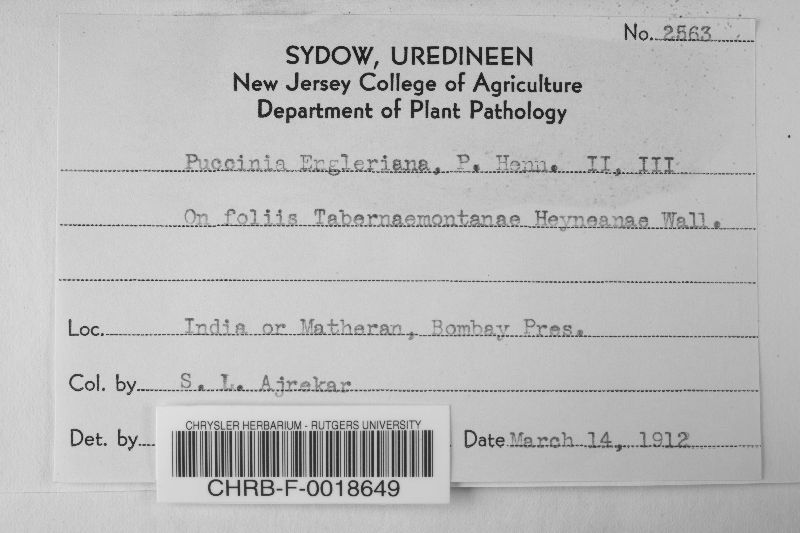 No. 2563
SYDOW, UREDINEEN
New Jersey College of Agriculture
Department of Plant Pathology
Puccinia Ergleriana, P. Henn. II, III
On foliis Tabernaemontanae Heyneanae Wall.
Loc. India or Matheran, Bombay Pres.
Col. by S. L. Ajrekar
Det. by
Date March 14, 1912
CHRYSLER HERBARIUM - RUTGERS UNIVERSITY
CHRB-F-0018649